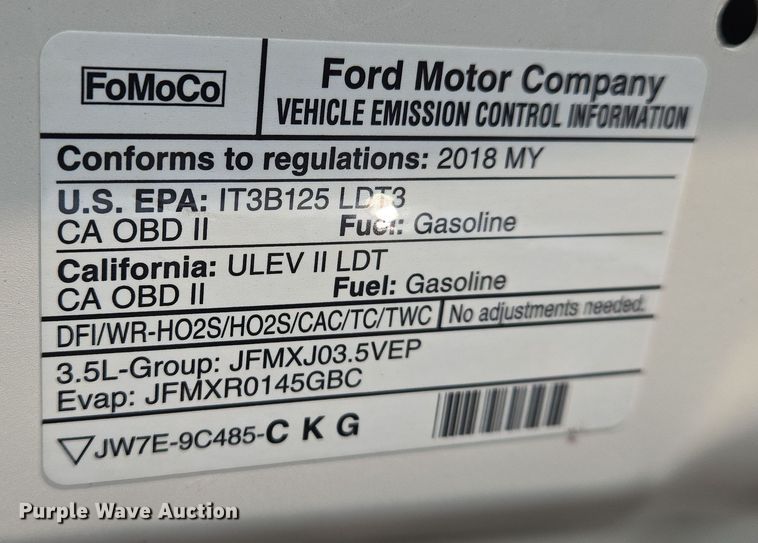 FoMoCo
Ford Motor Company
VEHICLE EMISSION CONTROL INFORMATION
Conforms to regulations: 2018 MY
U.S. EPA: IT3B125 LDT3
CA OBD II Fuel: Gasoline
California: ULEV II LDT
CA OBD II Fuel: Gasoline
DFI/WR-HO2S/HO2S/CAC/TC/TWC No adjustments needed.
3.5L-Group: JFMXJ03.5VEP
Evap: JFMXR0145GBC
JW7E-9C485-C K G
Purple Wave Auction